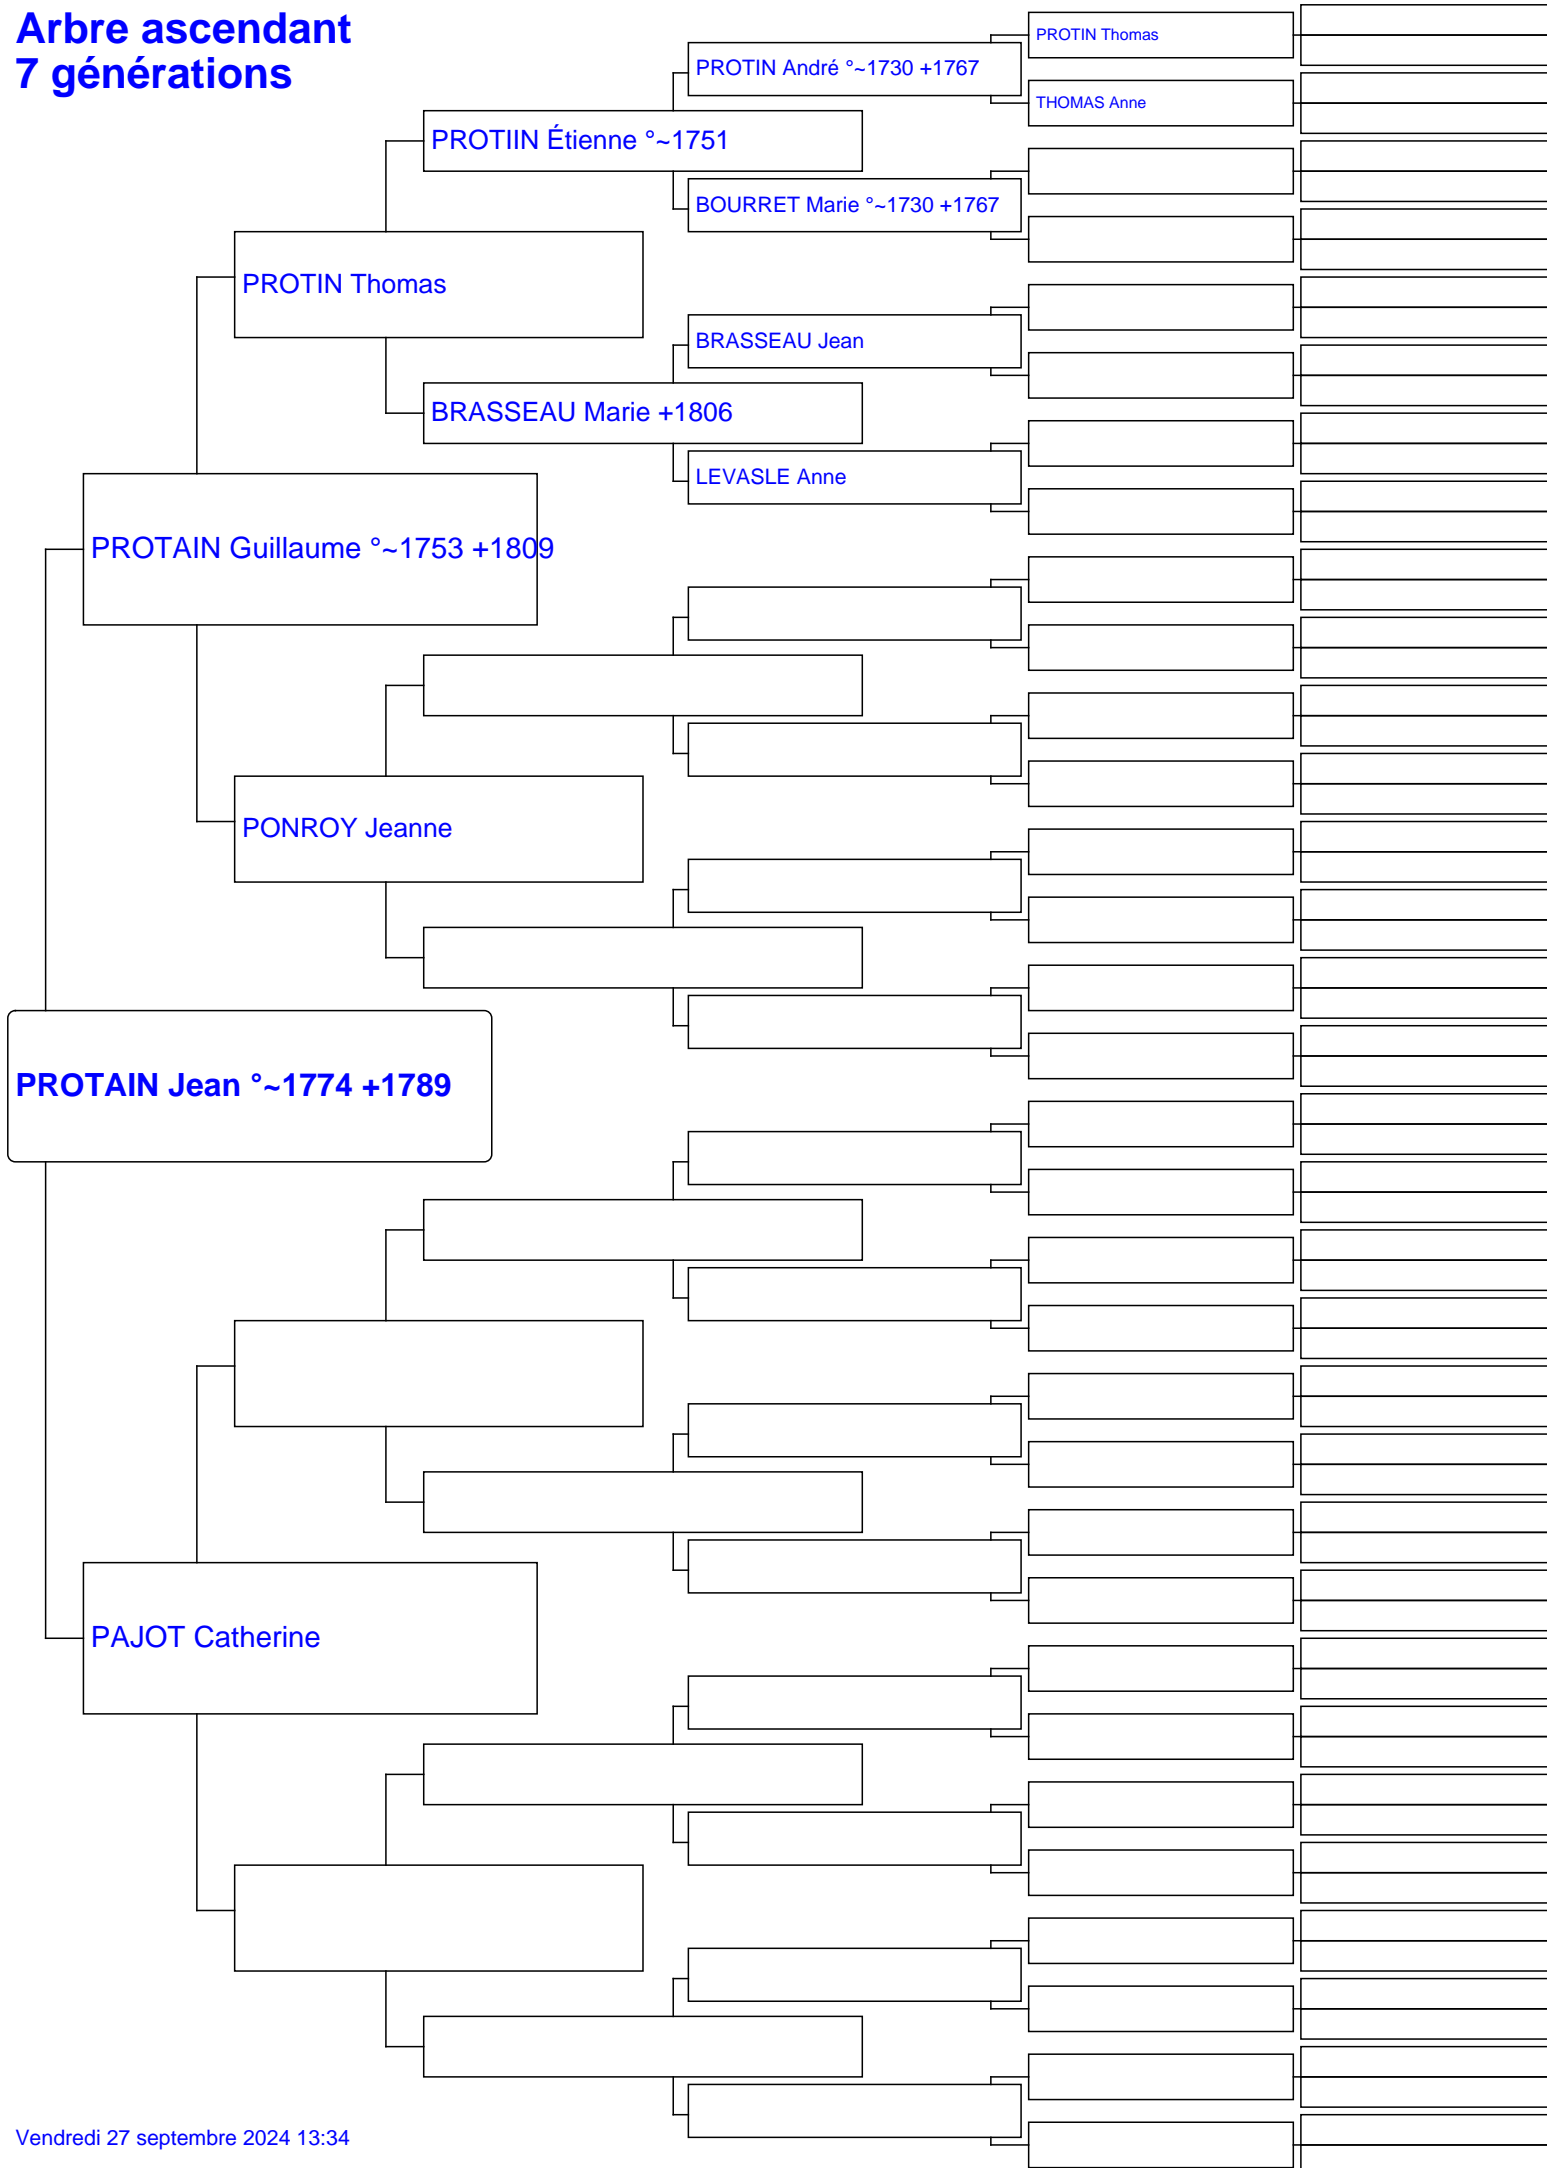 Arbre ascendant
7 générations
PROTIN Thomas
PROTIN André °~1730 +1767
THOMAS Anne
PROTIIN Étienne °~1751
BOURRET Marie °~1730 +1767
PROTIN Thomas
BRASSEAU Jean
BRASSEAU Marie +1806
LEVASLE Anne
PROTAIN Guillaume °~1753 +1809
PONROY Jeanne
PROTAIN Jean °~1774 +1789
PAJOT Catherine
Vendredi 27 septembre 2024 13:34